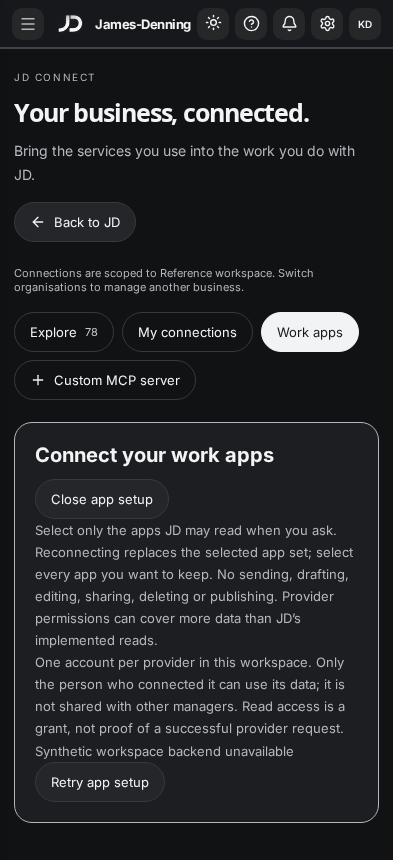 JD James-Denning KD
JD CONNECT
Your business, connected.
Bring the services you use into the work you do with
JD.
Back to JD
Connections are scoped to Reference workspace. Switch
organisations to manage another business.
Explore 78 My connections Work apps
Custom MCP server
Connect your work apps
Close app setup
Select only the apps JD may read when you ask.
Reconnecting replaces the selected app set; select
every app you want to keep. No sending, drafting,
editing, sharing, deleting or publishing. Provider
permissions can cover more data than JD’s
implemented reads.
One account per provider in this workspace. Only
the person who connected it can use its data; it is
not shared with other managers. Read access is a
grant, not proof of a successful provider request.
Synthetic workspace backend unavailable
Retry app setup